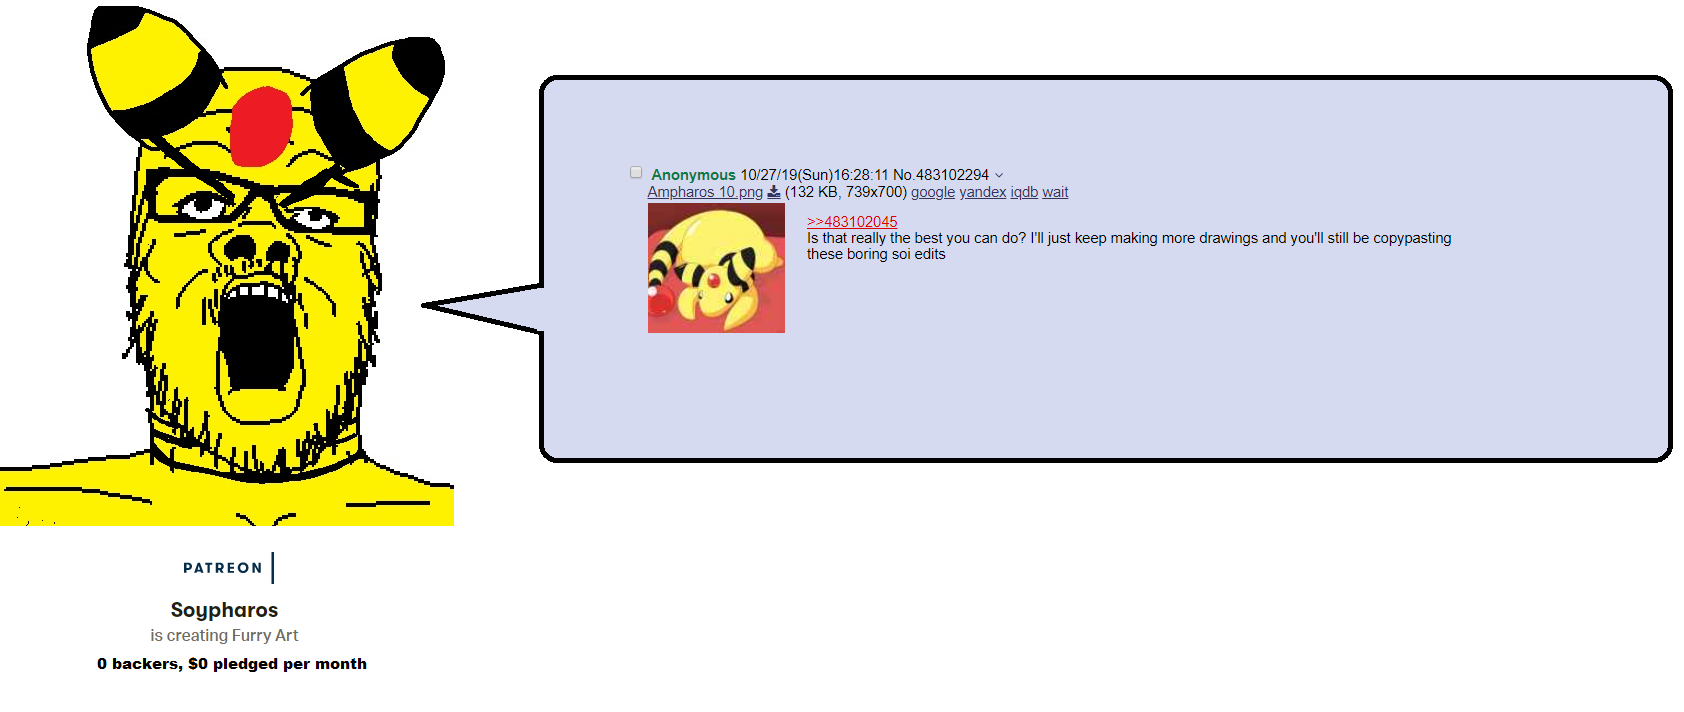 Anonymous 10/27/19(Sun)16:28:11 No.483102294
Ampharos 10.png (132 KB, 739x700) google yandex iqdb wait
>>483102045
Is that really the best you can do? I'll just keep making more drawings and you'll still be copypasting
these boring soi edits
PATREON
Soypharos
is creating Furry Art
0 backers, $0 pledged per month